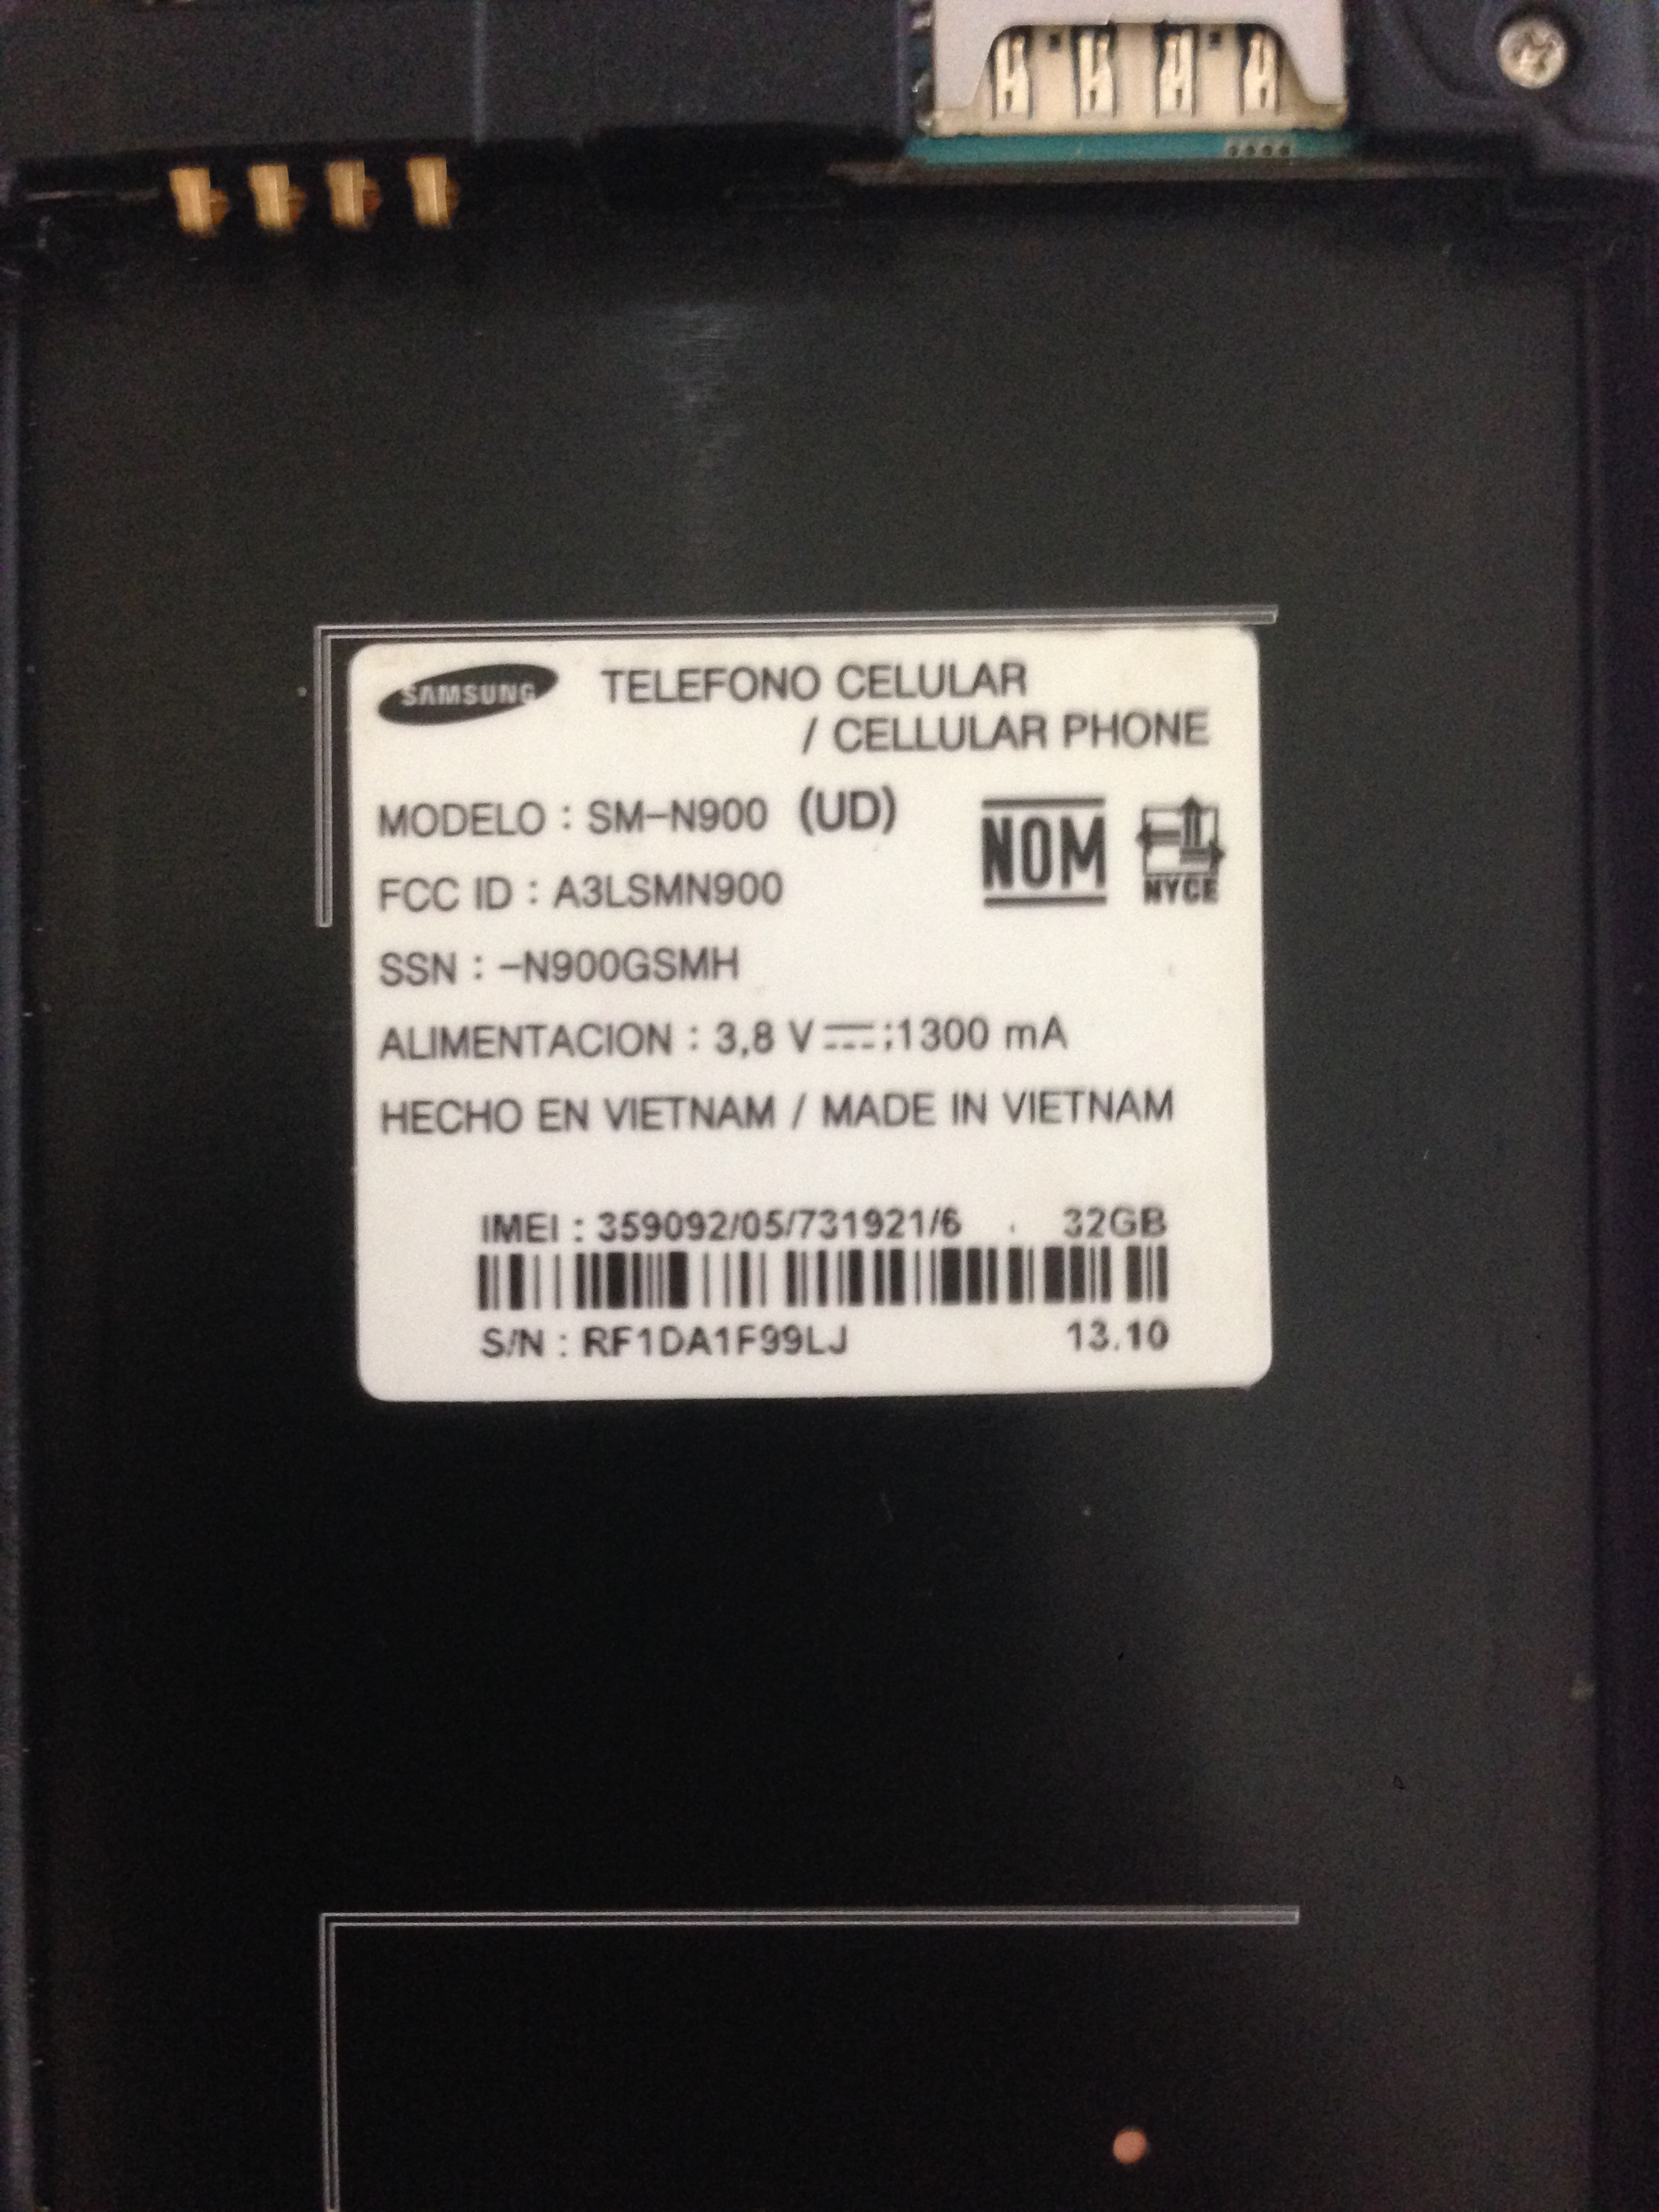 SAMSUNG TELEFONO CELULAR
/ CELLULAR PHONE
MODELO : SM-N900 (UD)
NOM
NYCE
FCC ID : A3LSMN900
SSN : -N900GSMH
ALIMENTACION : 3,8 V ⎓;1300 mA
HECHO EN VIETNAM / MADE IN VIETNAM
IMEI : 359092/05/731921/6 32GB
S/N : RF1DA1F99LJ 13.10